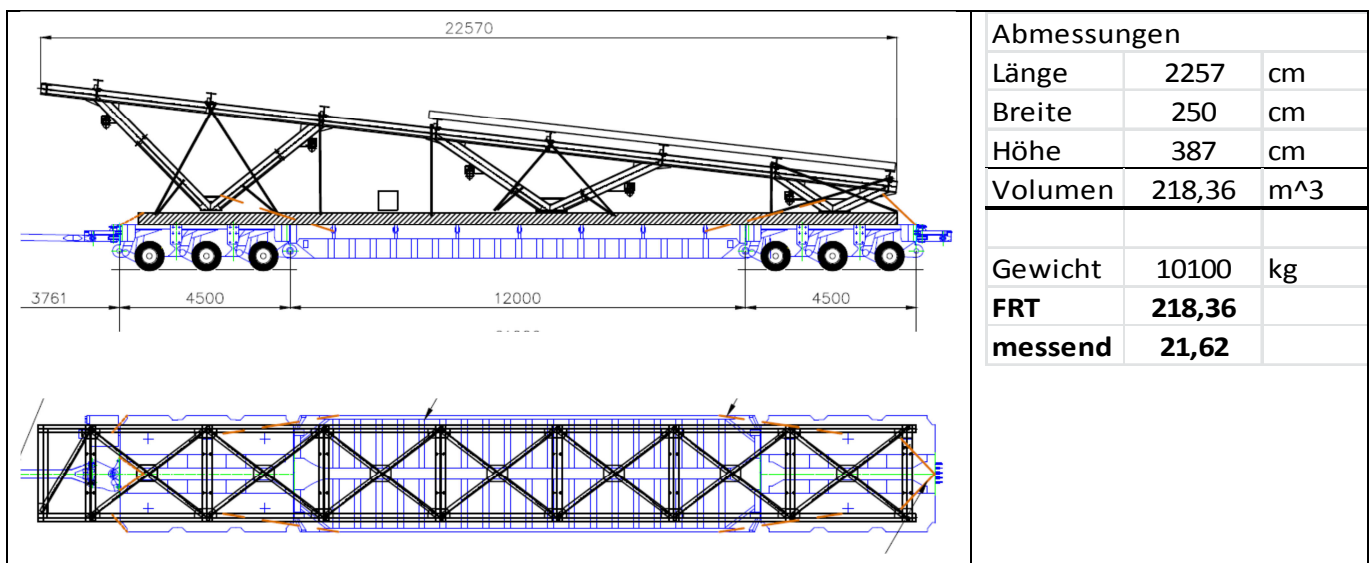 22570
3761
4500
12000
4500
Abmessungen
Länge 2257 cm
Breite 250 cm
Höhe 387 cm
Volumen 218,36 m^3
Gewicht 10100 kg
FRT 218,36
messend 21,62